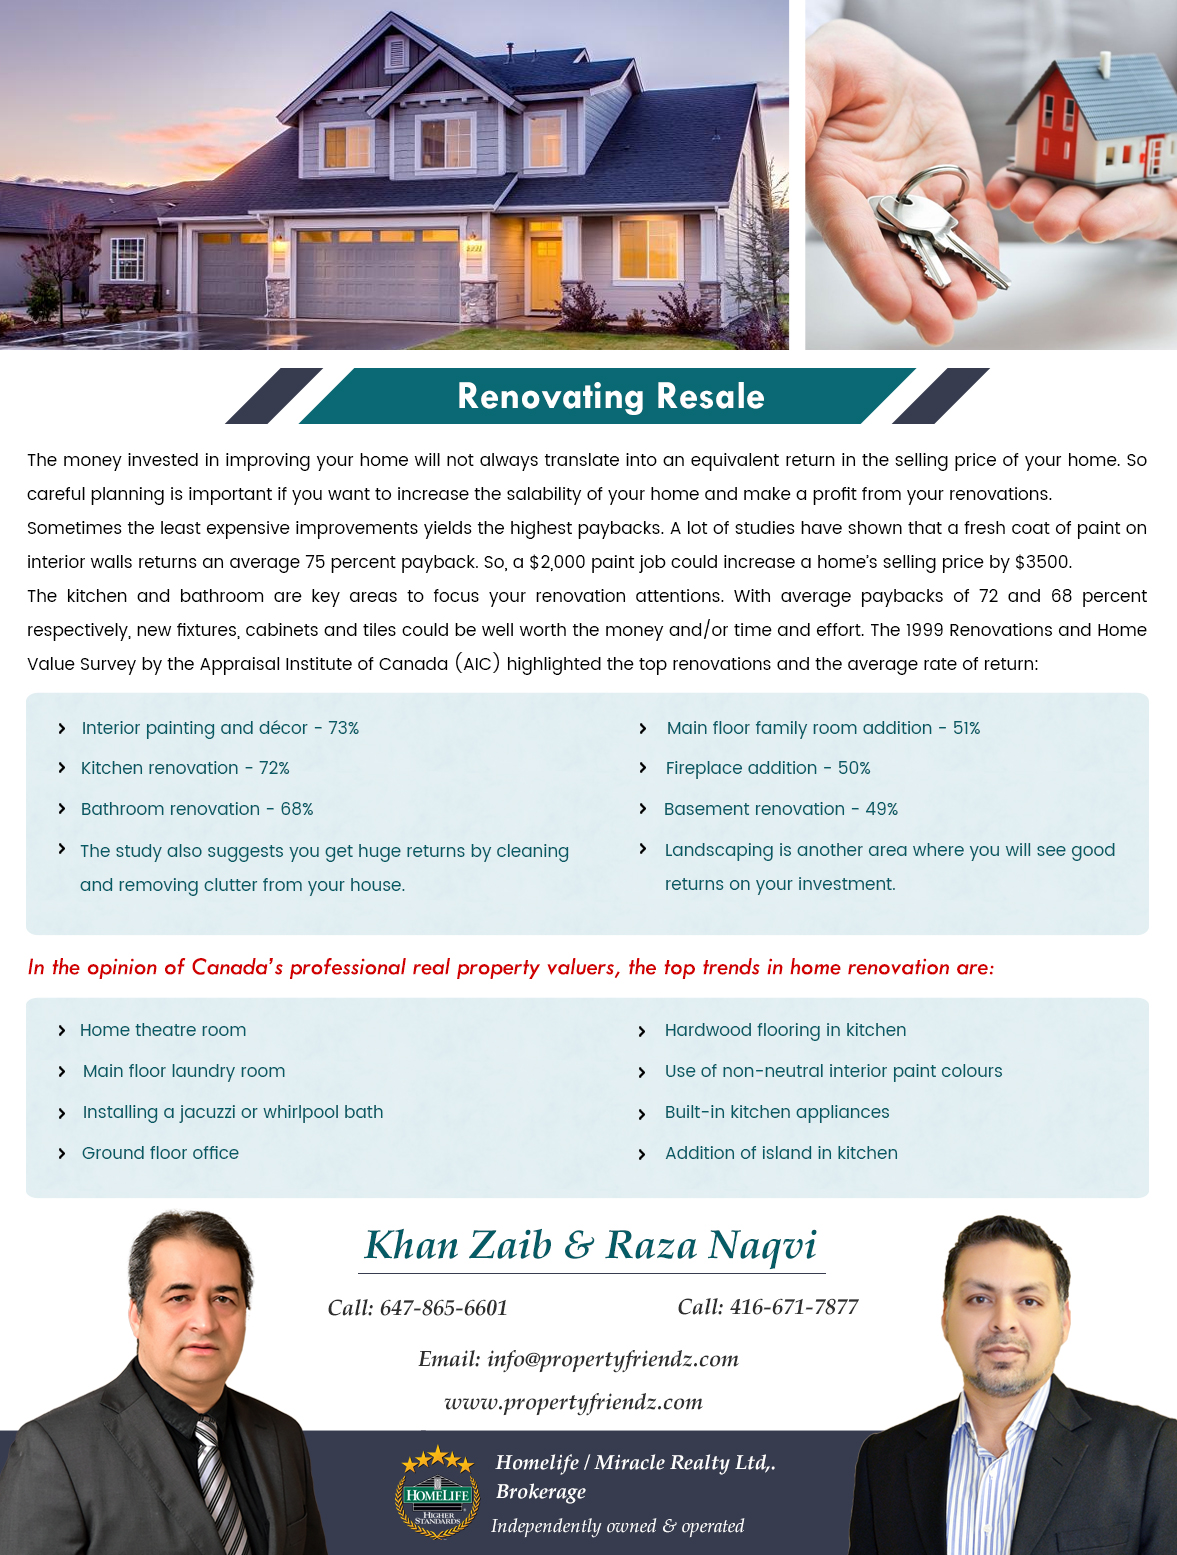 Renovating Resale
The money invested in improving your home will not always translate into an equivalent return in the selling price of your home. So
careful planning is important if you want to increase the salability of your home and make a profit from your renovations.
Sometimes the least expensive improvements yields the highest paybacks. A lot of studies have shown that a fresh coat of paint on
interior walls returns an average 75 percent payback. So, a $2,000 paint job could increase a home's selling price by $3500.
The kitchen and bathroom are key areas to focus your renovation attentions. With average paybacks of 72 and 68 percent
respectively, new fixtures, cabinets and tiles could be well worth the money and/or time and effort. The 1999 Renovations and Home
Value Survey by the Appraisal Institute of Canada (AIC) highlighted the top renovations and the average rate of return:
Interior painting and décor - 73%
Kitchen renovation - 72%
Bathroom renovation - 68%
The study also suggests you get huge returns by cleaning
and removing clutter from your house.
Main floor family room addition - 51%
Fireplace addition - 50%
Basement renovation - 49%
Landscaping is another area where you will see good
returns on your investment.
In the opinion of Canada's professional real property valuers, the top trends in home renovation are:
Home theatre room
Main floor laundry room
Installing a jacuzzi or whirlpool bath
Ground floor office
Hardwood flooring in kitchen
Use of non-neutral interior paint colours
Built-in kitchen appliances
Addition of island in kitchen
Khan Zaib & Raza Naqvi
Call: 647-865-6601
Call: 416-671-7877
Email: info@propertyfriendz.com
www.propertyfriendz.com
HOMELIFE
HIGHER
STANDARDS
Homelife / Miracle Realty Ltd,.
Brokerage
Independently owned & operated